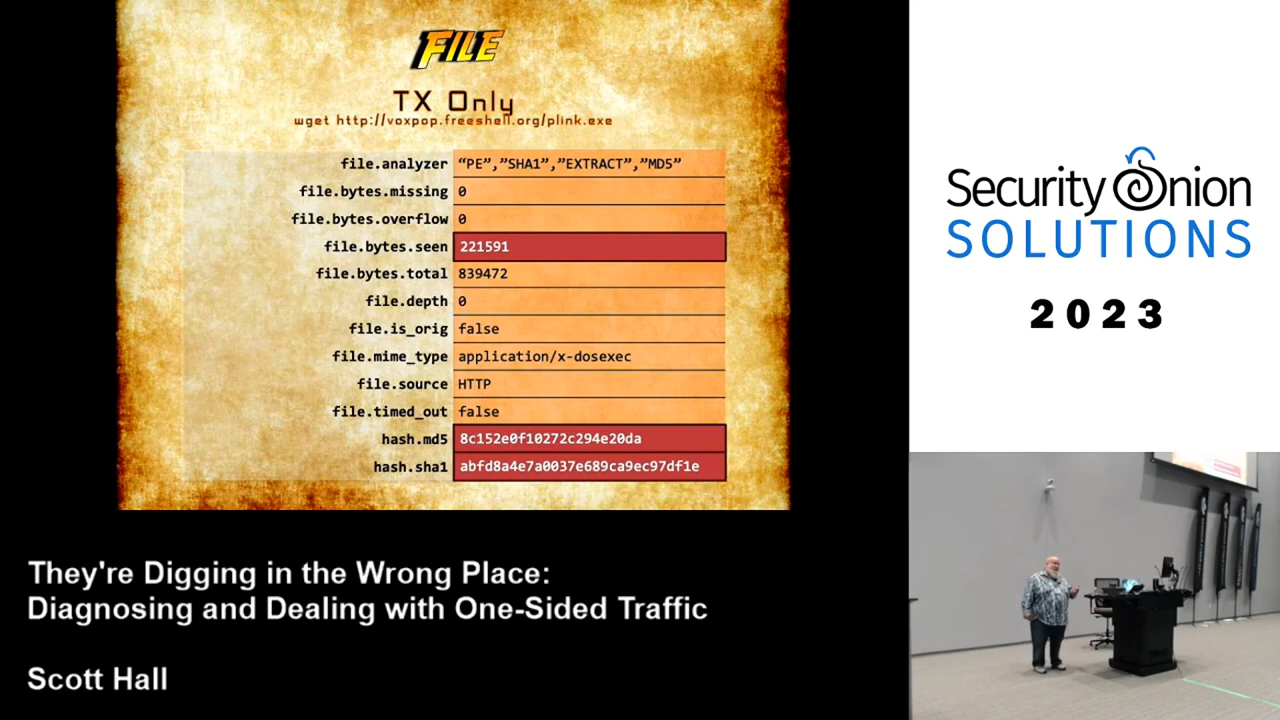 FILE
TX Only
wget http://voxpop.freeshell.org/plink.exe
file.analyzer “PE”,”SHA1”,”EXTRACT”,”MD5”
file.bytes.missing 0
file.bytes.overflow 0
file.bytes.seen 221591
file.bytes.total 839472
file.depth 0
file.is_orig false
file.mime_type application/x-dosexec
file.source HTTP
file.timed_out false
hash.md5 8c152e0f10272c294e20da
hash.sha1 abfd8a4e7a0037e689ca9ec97df1e
They're Digging in the Wrong Place:
Diagnosing and Dealing with One-Sided Traffic
Scott Hall
Security Onion
SOLUTIONS
2023